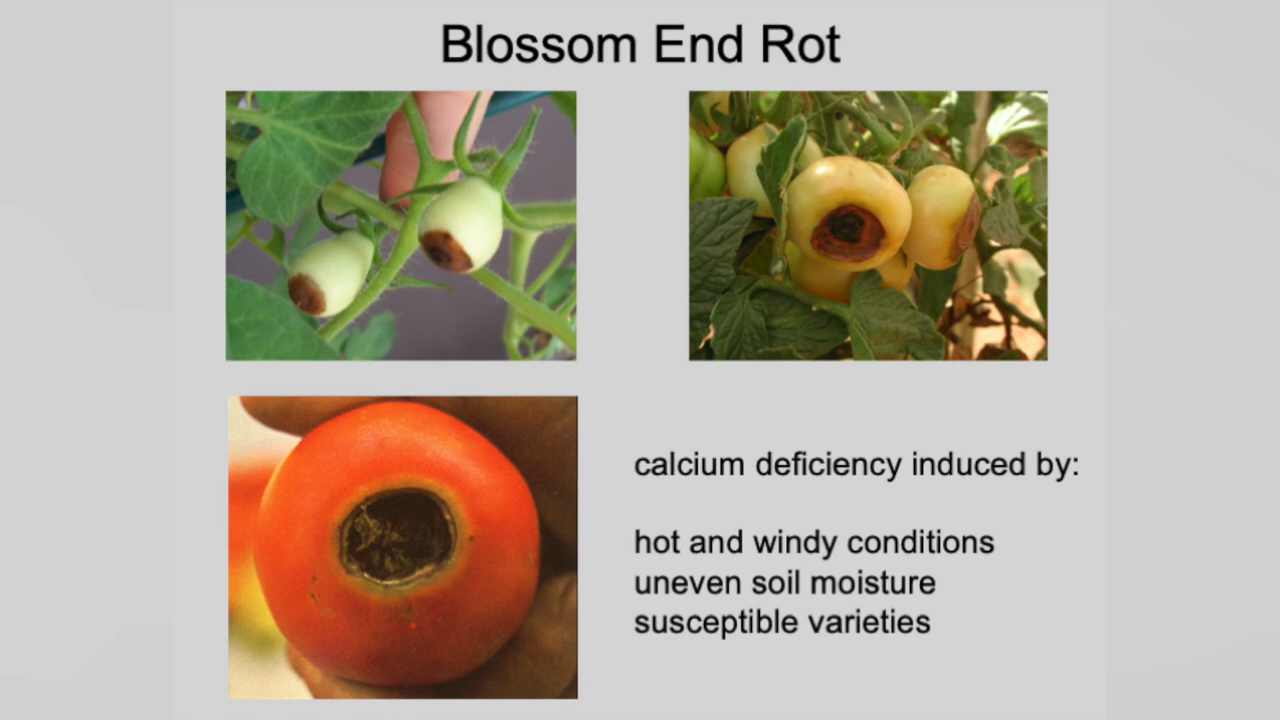 Blossom End Rot
calcium deficiency induced by:
hot and windy conditions
uneven soil moisture
susceptible varieties